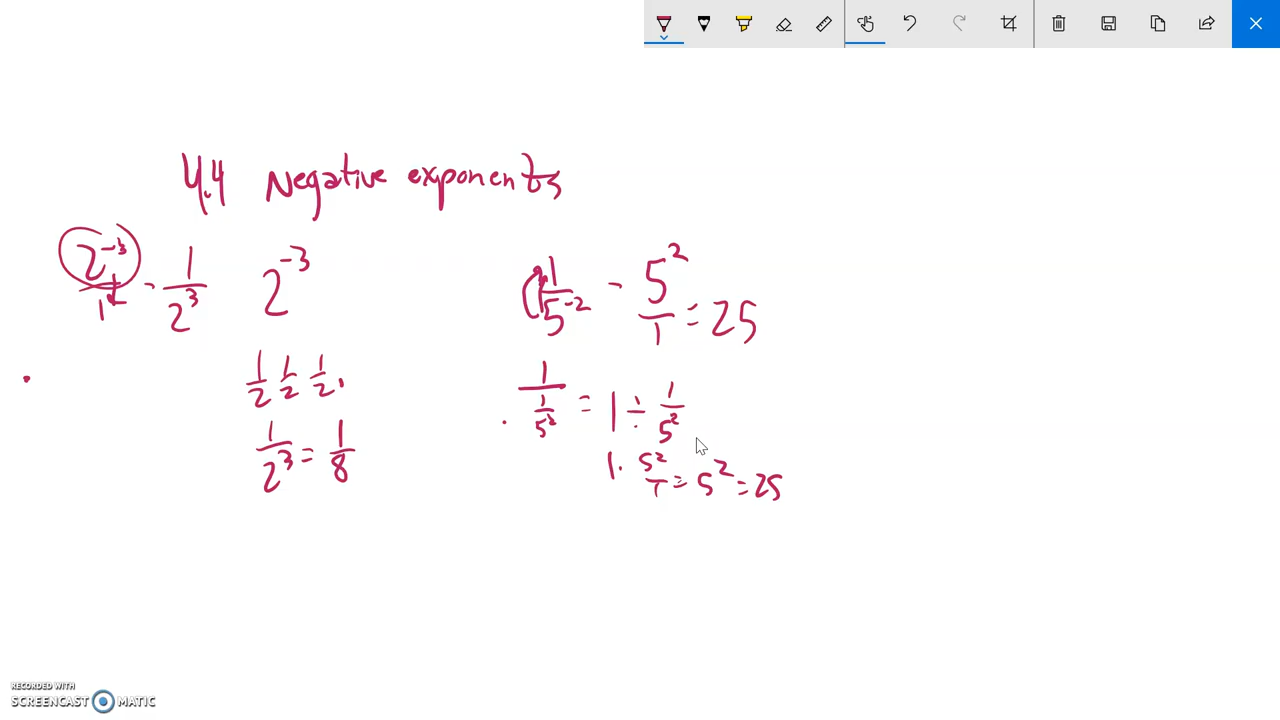 4.4 Negative exponents
2^-3 / 1 - 1/2^3
2^-3
1/2 1/2 1/2 .
1/2^3 = 1/8
1/5^-2 - 5^2/1 = 25
1/(1/5^2) = 1 ÷ 1/5^2
1 · 5^2/1 = 5^2 = 25
RECORDED WITH
SCREENCAST MATIC